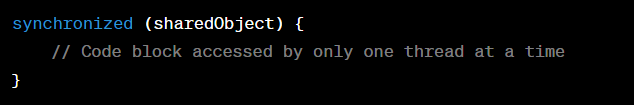 synchronized (sharedObject) {
    // Code block accessed by only one thread at a time
}